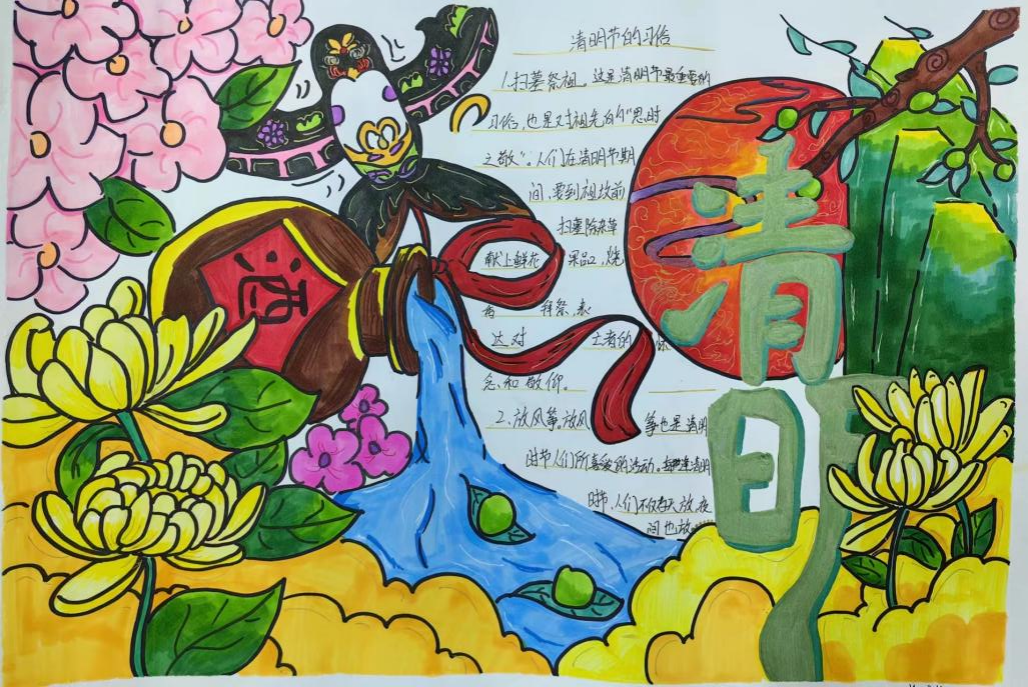 清明节的习俗
1.扫墓祭祖。这是清明节最重要的
习俗,也是对祖先的"思时
之敬"。人们在清明节期
间,要到祖坟前
扫墓除杂草
献上鲜花 果品,烧
香 拜祭,表
达对 亡者的 怀
念和敬仰。
2、放风筝。放风 筝也是清明
时节人们所喜爱的活动。清明
时节,人们不仅白天放,夜
间也放
清明
酒